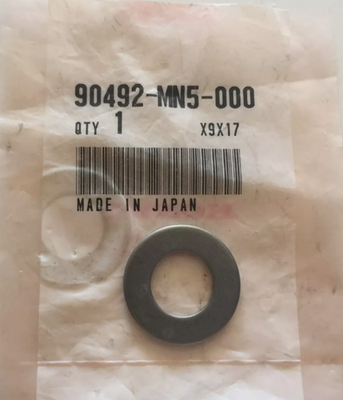 90492-MN5-000
QTY 1 X9X17
MADE IN JAPAN